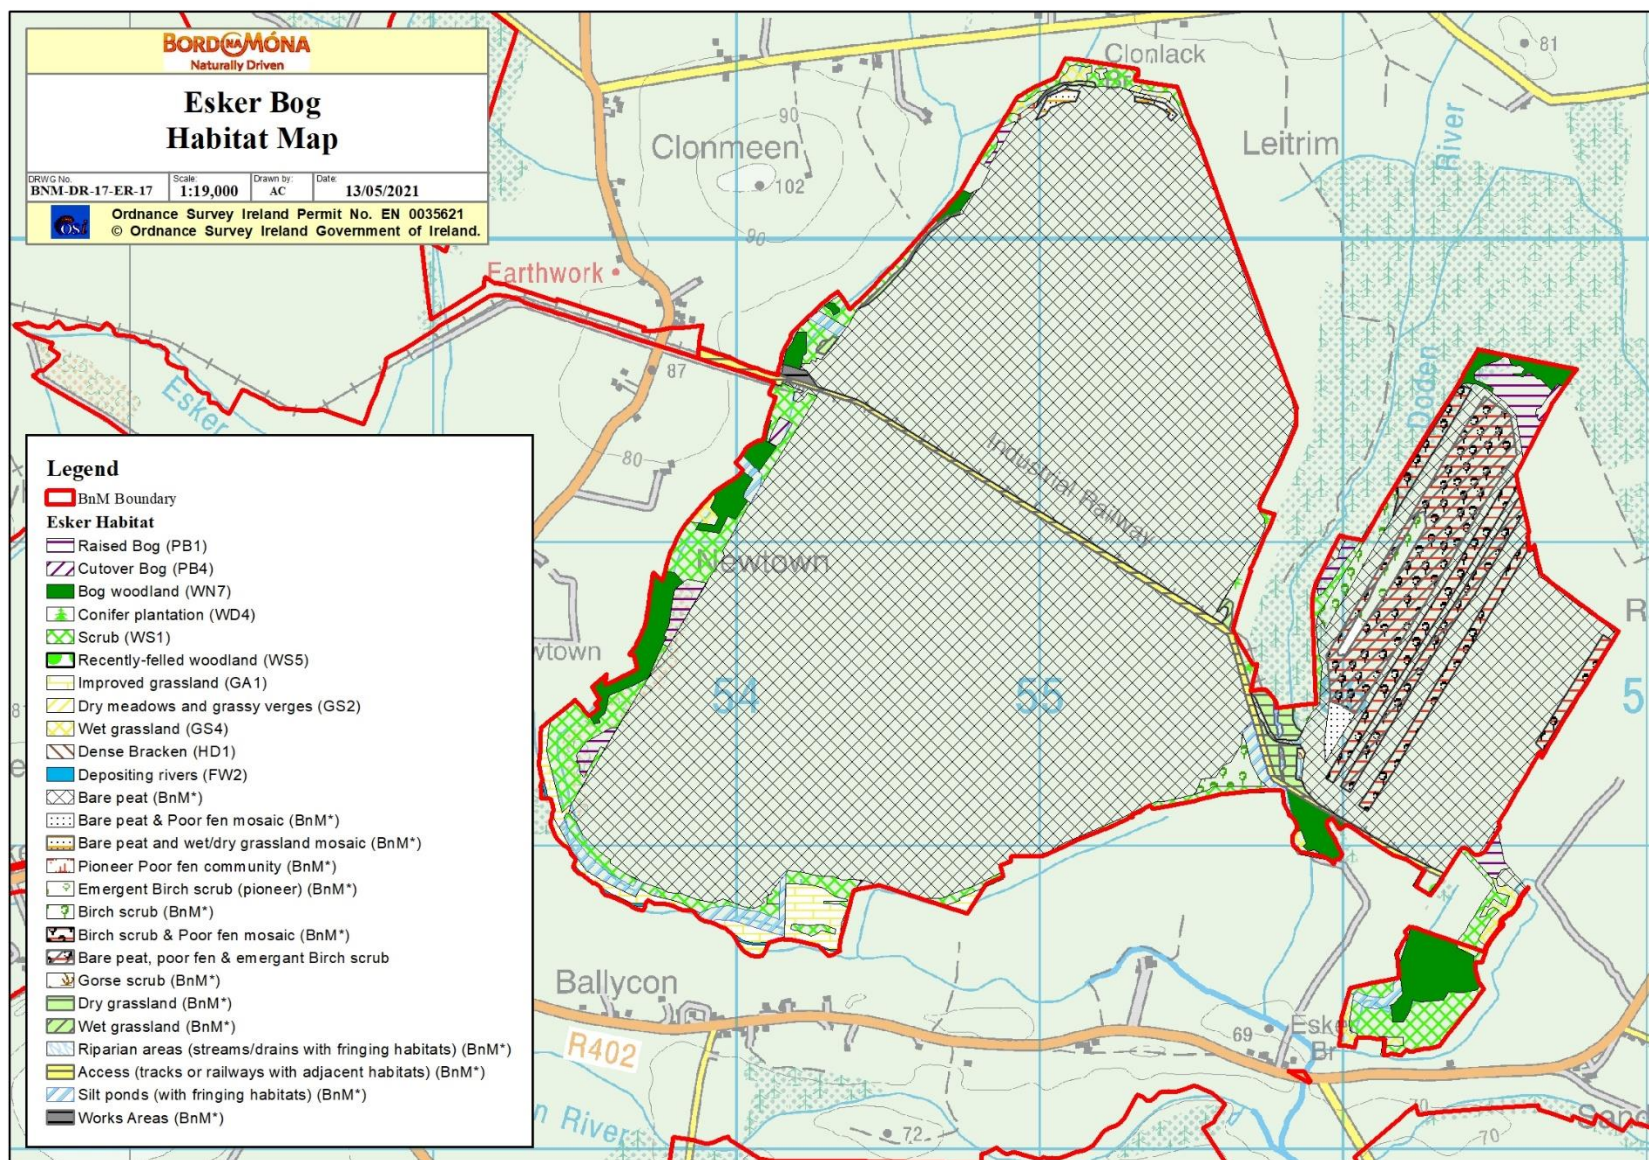 BORD NA MÓNA
Naturally Driven
Esker Bog
Habitat Map
DRWG No.
BNM-DR-17-ER-17
Scale:
1:19,000
Drawn by:
AC
Date:
13/05/2021
OSi
Ordnance Survey Ireland Permit No. EN 0035621
© Ordnance Survey Ireland Government of Ireland.
Clonlack
81
90
Clonmeen
102
90
Leitrim
River
Earthwork
87
Esker
80
Doden
Industrial Railway
Newtown
wtown
54
55
5
R
Legend
BnM Boundary
Esker Habitat
Raised Bog (PB1)
Cutover Bog (PB4)
Bog woodland (WN7)
Conifer plantation (WD4)
Scrub (WS1)
Recently-felled woodland (WS5)
Improved grassland (GA1)
Dry meadows and grassy verges (GS2)
Wet grassland (GS4)
Dense Bracken (HD1)
Depositing rivers (FW2)
Bare peat (BnM*)
Bare peat & Poor fen mosaic (BnM*)
Bare peat and wet/dry grassland mosaic (BnM*)
Pioneer Poor fen community (BnM*)
Emergent Birch scrub (pioneer) (BnM*)
Birch scrub (BnM*)
Birch scrub & Poor fen mosaic (BnM*)
Bare peat, poor fen & emergant Birch scrub
Gorse scrub (BnM*)
Dry grassland (BnM*)
Wet grassland (BnM*)
Riparian areas (streams/drains with fringing habitats) (BnM*)
Access (tracks or railways with adjacent habitats) (BnM*)
Silt ponds (with fringing habitats) (BnM*)
Works Areas (BnM*)
Ballycon
R402
69
Esker
Br
n River
72
70
Sand